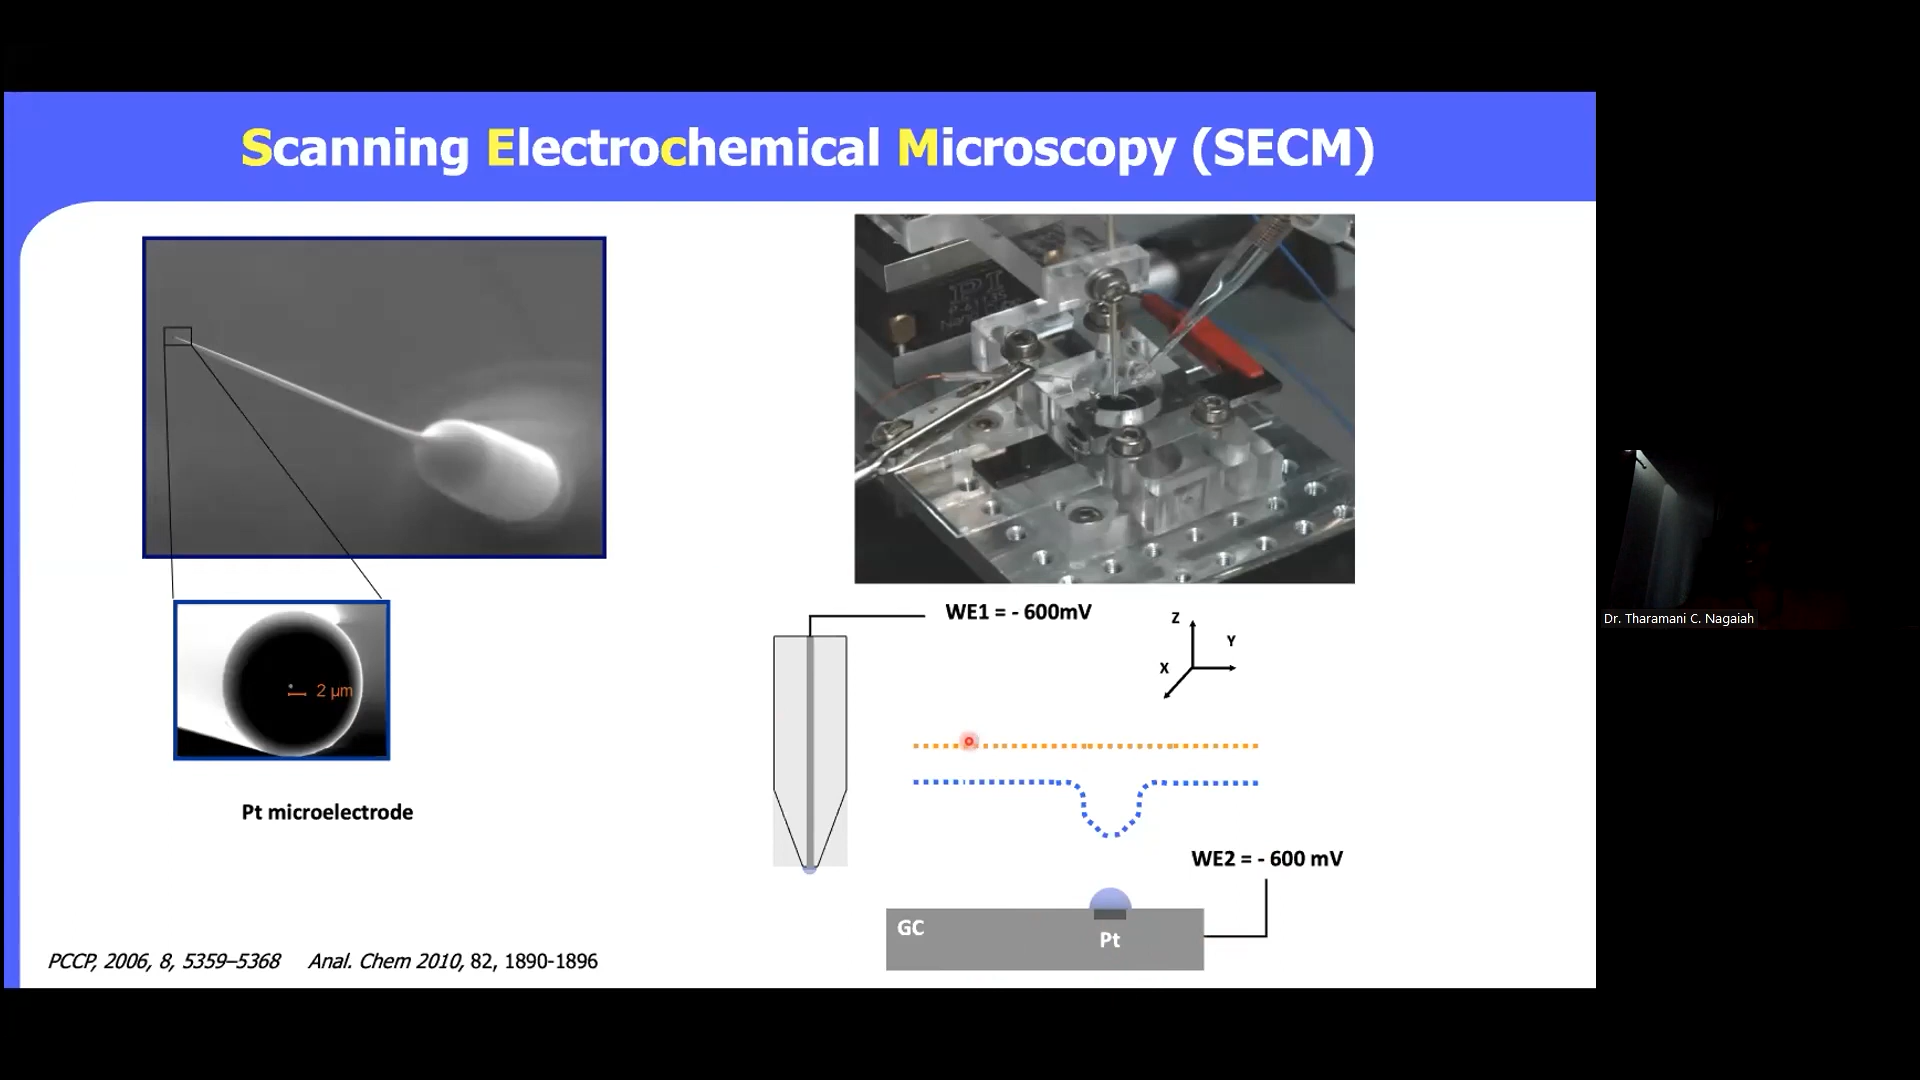 Scanning Electrochemical Microscopy (SECM)
PI
2 µm
Pt microelectrode
WE1 = - 600mV
Z
Y
X
WE2 = - 600 mV
GC
Pt
PCCP, 2006, 8, 5359–5368 Anal. Chem 2010, 82, 1890-1896
Dr. Tharamani C. Nagaiah